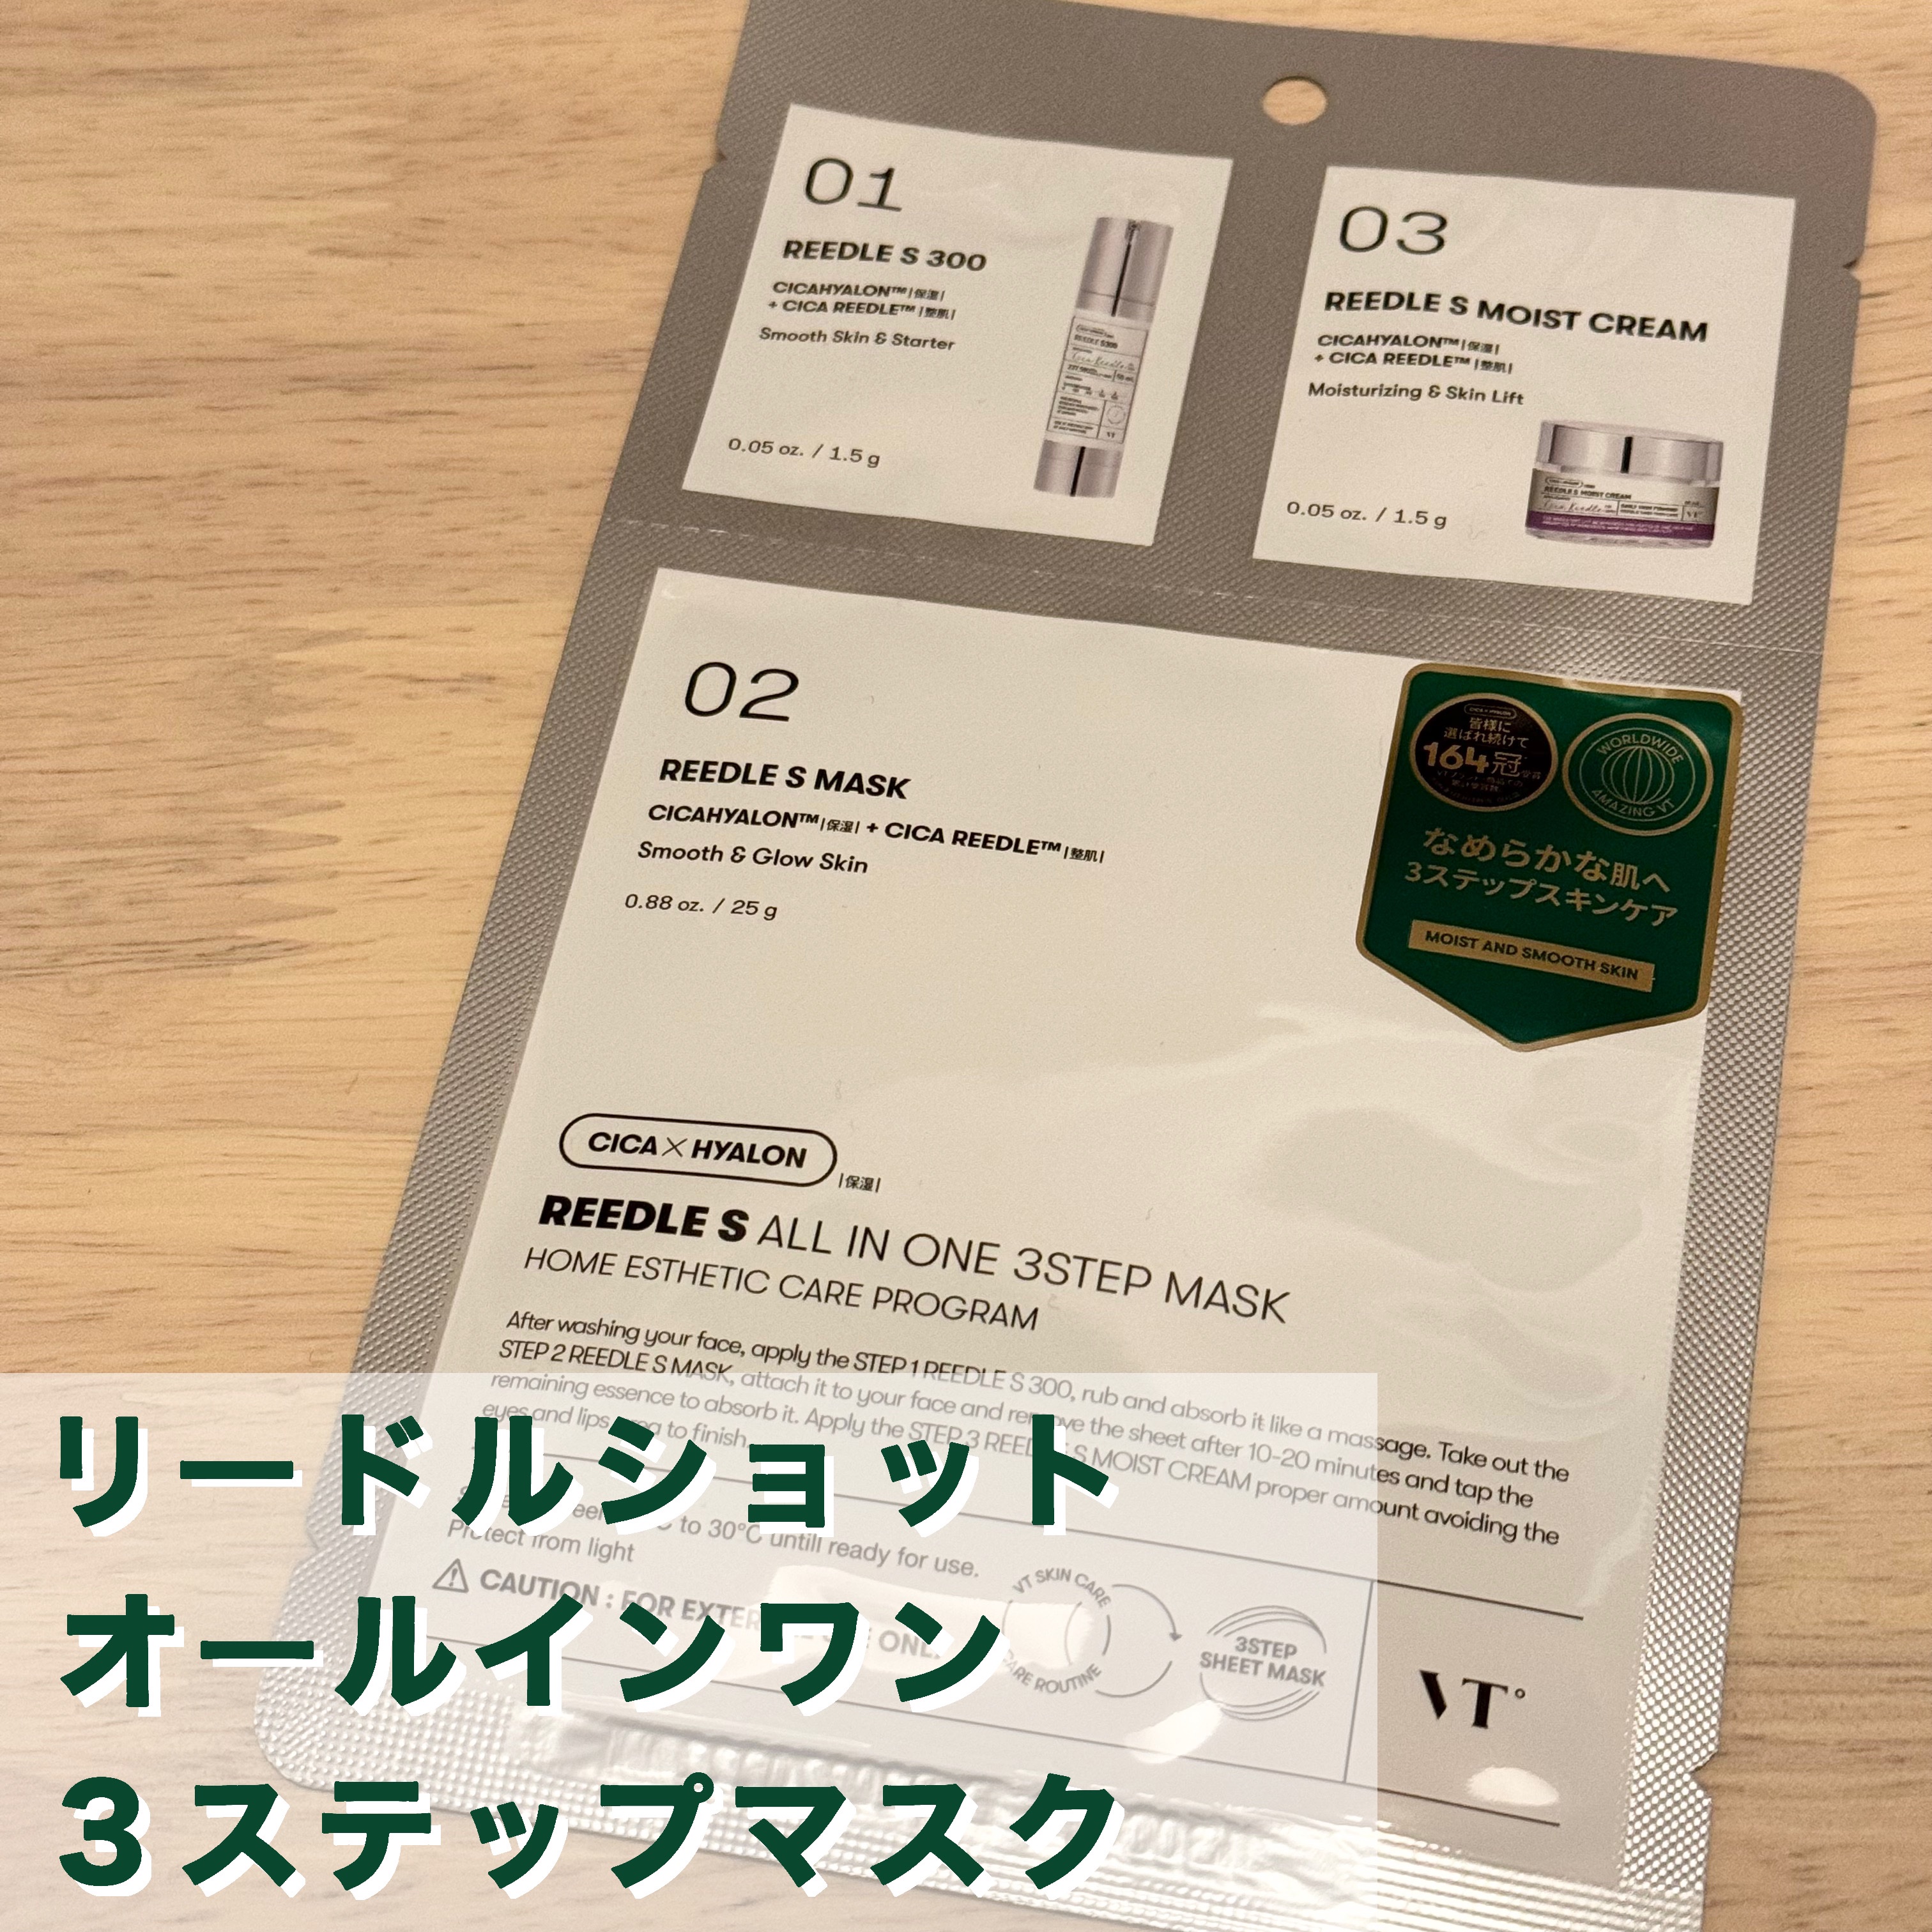 01
REEDLE S 300
CICAHYALON™|保湿|
+ CICA REEDLE™|整肌|
Smooth Skin & Starter
0.05 oz. / 1.5 g
03
REEDLE S MOIST CREAM
CICAHYALON™|保湿|
+ CICA REEDLE™|整肌|
Moisturizing & Skin Lift
0.05 oz. / 1.5 g
REEDLE S MOIST CREAM
02
REEDLE S MASK
CICAHYALON™|保湿| + CICA REEDLE™|整肌|
Smooth & Glow Skin
0.88 oz. / 25 g
皆様に
選ばれ続けて
164冠
WORLDWIDE
AMAZING VT
なめらかな肌へ
3ステップスキンケア
MOIST AND SMOOTH SKIN
CICA×HYALON
|保湿|
REEDLE S ALL IN ONE 3STEP MASK
HOME ESTHETIC CARE PROGRAM
After washing your face, apply the STEP 1 REEDLE S 300, rub and absorb it like a massage. Take out the
STEP 2 REEDLE S MASK, attach it to your face and remove the sheet after 10-20 minutes and tap the
remaining essence to absorb it. Apply the STEP 3 REEDLE S MOIST CREAM proper amount avoiding the
eyes and lips area to finish.
to 30°C untill ready for use.
Protect from light
CAUTION : FOR EXTERNAL USE ONLY.
VT SKIN CARE
CARE ROUTINE
3STEP
SHEET MASK
VT
リードルショット
オールインワン
3ステップマスク